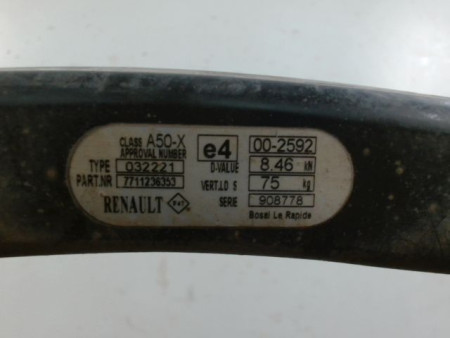 CLASS A50-X e4 00-2592
APPROVAL NUMBER D-VALUE 8.46 kN
TYPE 032221
PART.NR 7711236353 VERT.LD S 75 kg
RENAULT SERIE 908778
Bosal Le Rapide